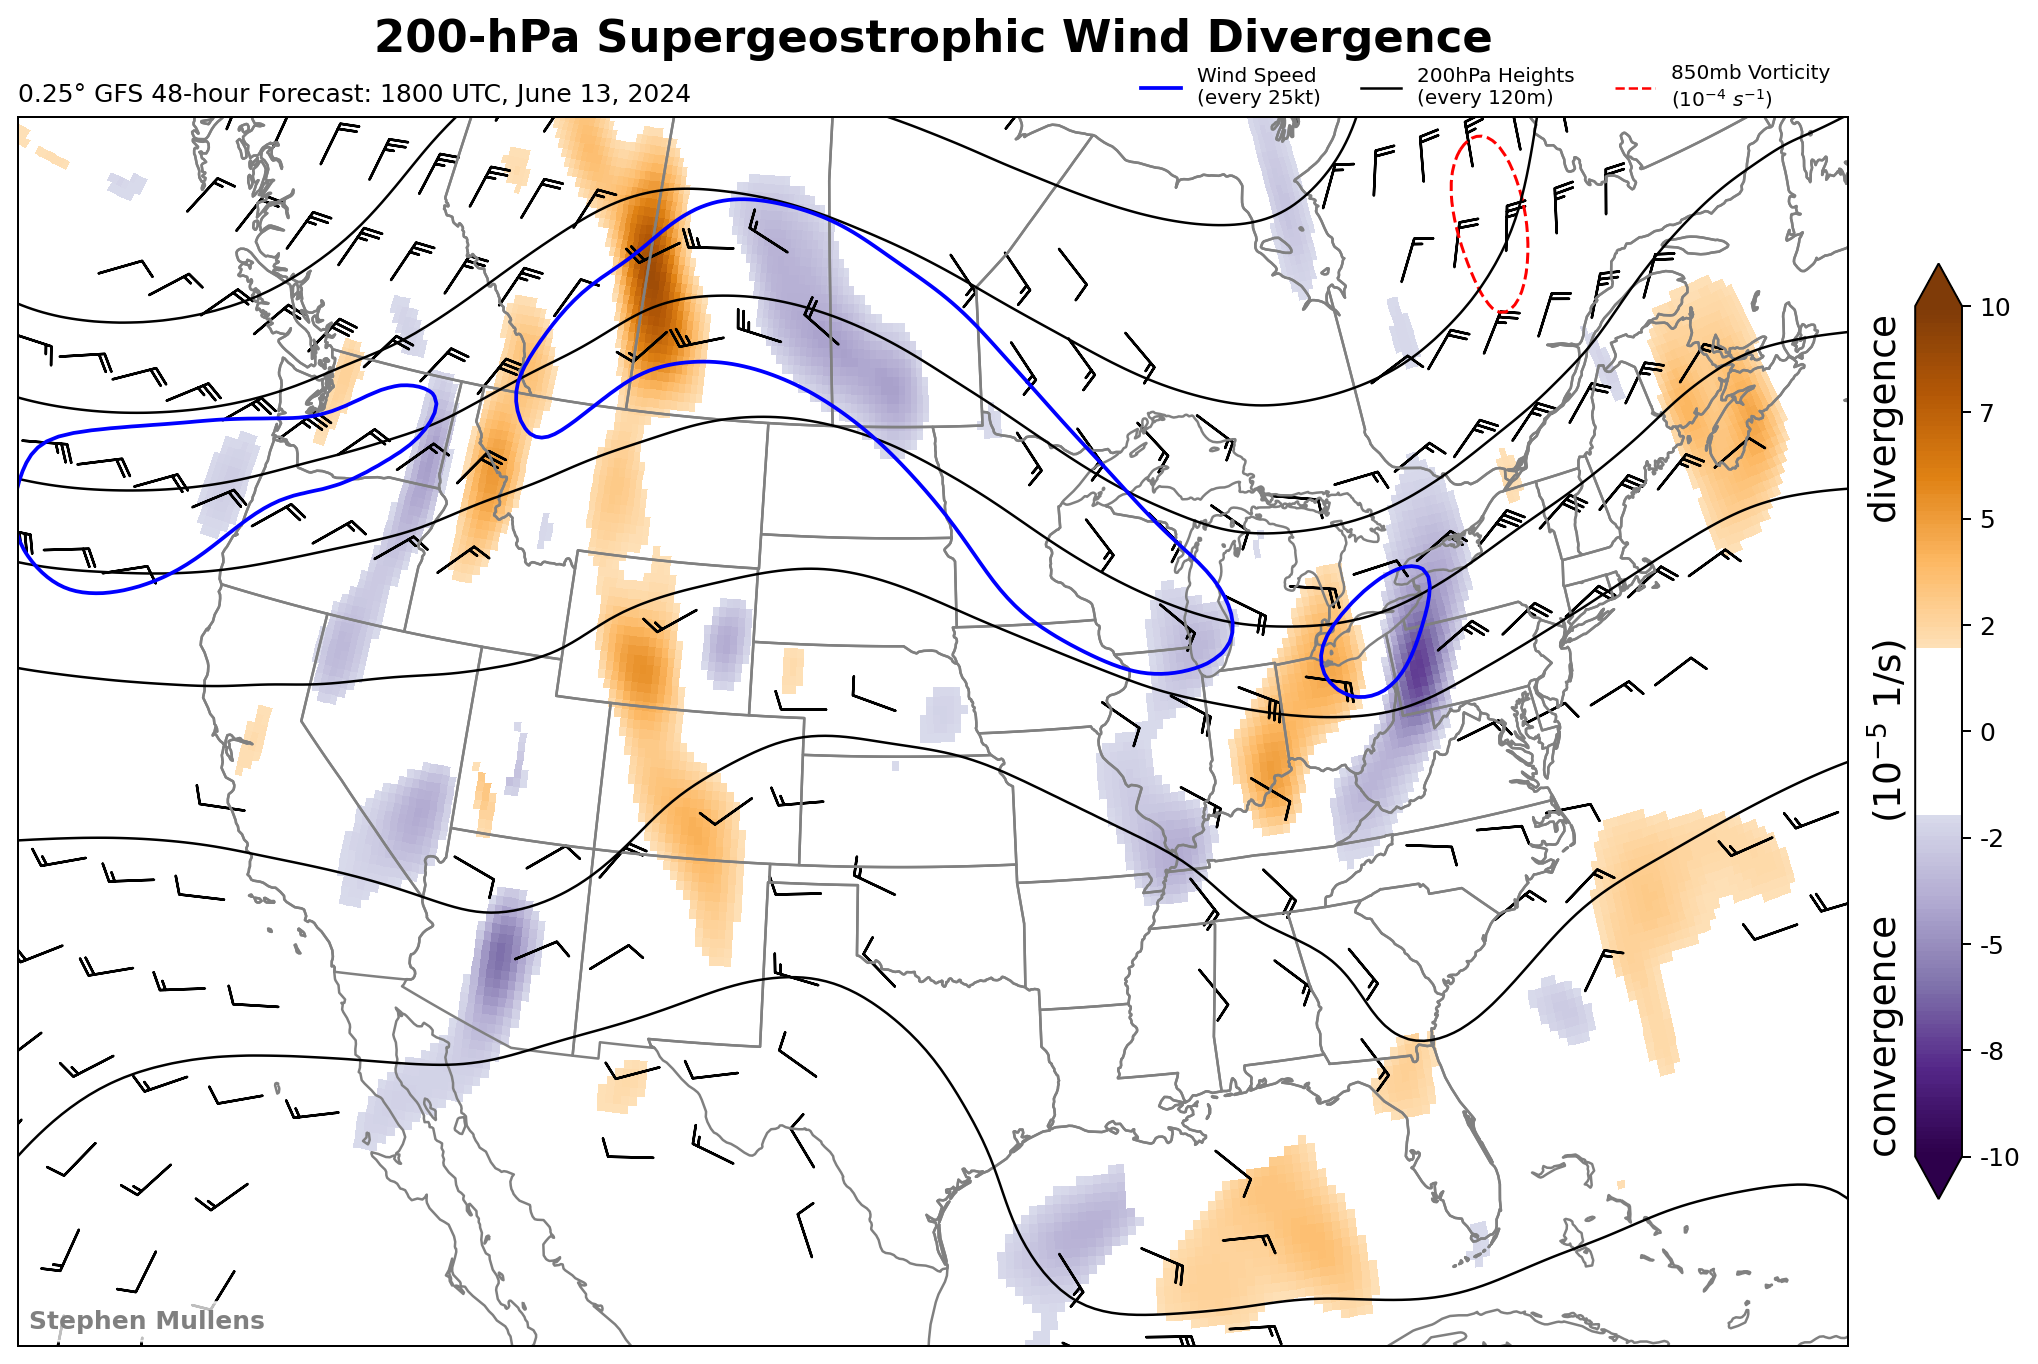 200-hPa Supergeostrophic Wind Divergence
0.25° GFS 48-hour Forecast: 1800 UTC, June 13, 2024
Wind Speed
(every 25kt)
200hPa Heights
(every 120m)
850mb Vorticity
(10⁻⁴ s⁻¹)
10
7
5
2
0
-2
-5
-8
-10
convergence (10⁻⁵ 1/s) divergence
Stephen Mullens